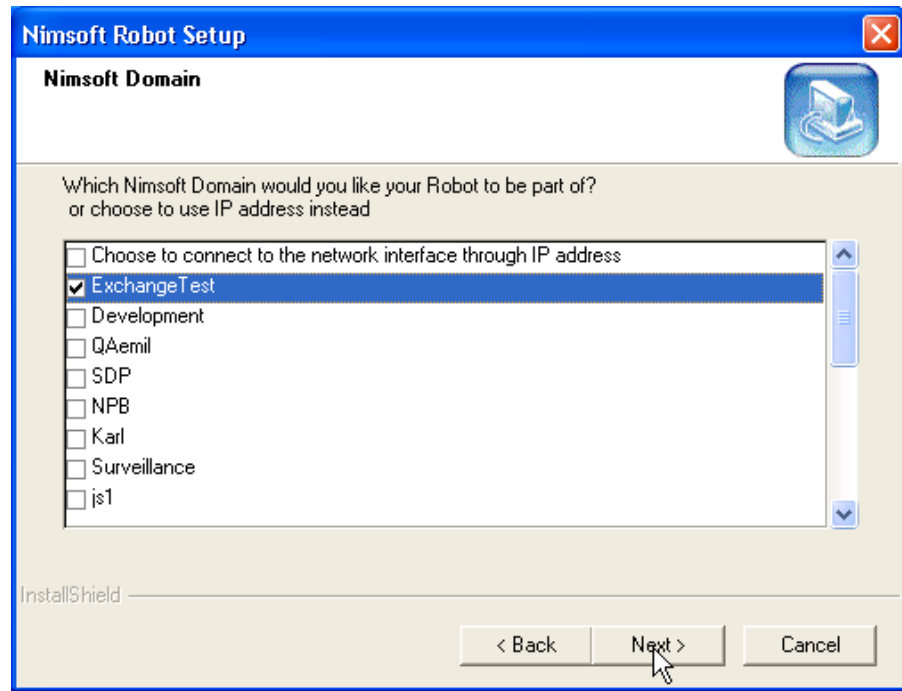 Nimsoft Robot Setup
Nimsoft Domain
Which Nimsoft Domain would you like your Robot to be part of?
or choose to use IP address instead
Choose to connect to the network interface through IP address
ExchangeTest
Development
QAemil
SDP
NPB
Karl
Surveillance
js1
InstallShield
< Back
Next >
Cancel